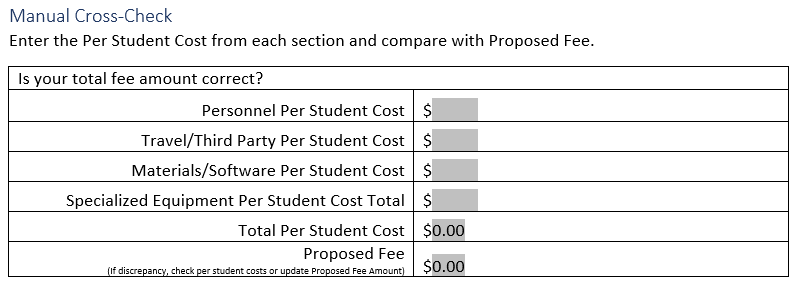 Manual Cross-Check
Enter the Per Student Cost from each section and compare with Proposed Fee.
Is your total fee amount correct?
Personnel Per Student Cost $
Travel/Third Party Per Student Cost $
Materials/Software Per Student Cost $
Specialized Equipment Per Student Cost Total $
Total Per Student Cost $0.00
Proposed Fee
(If discrepancy, check per student costs or update Proposed Fee Amount) $0.00